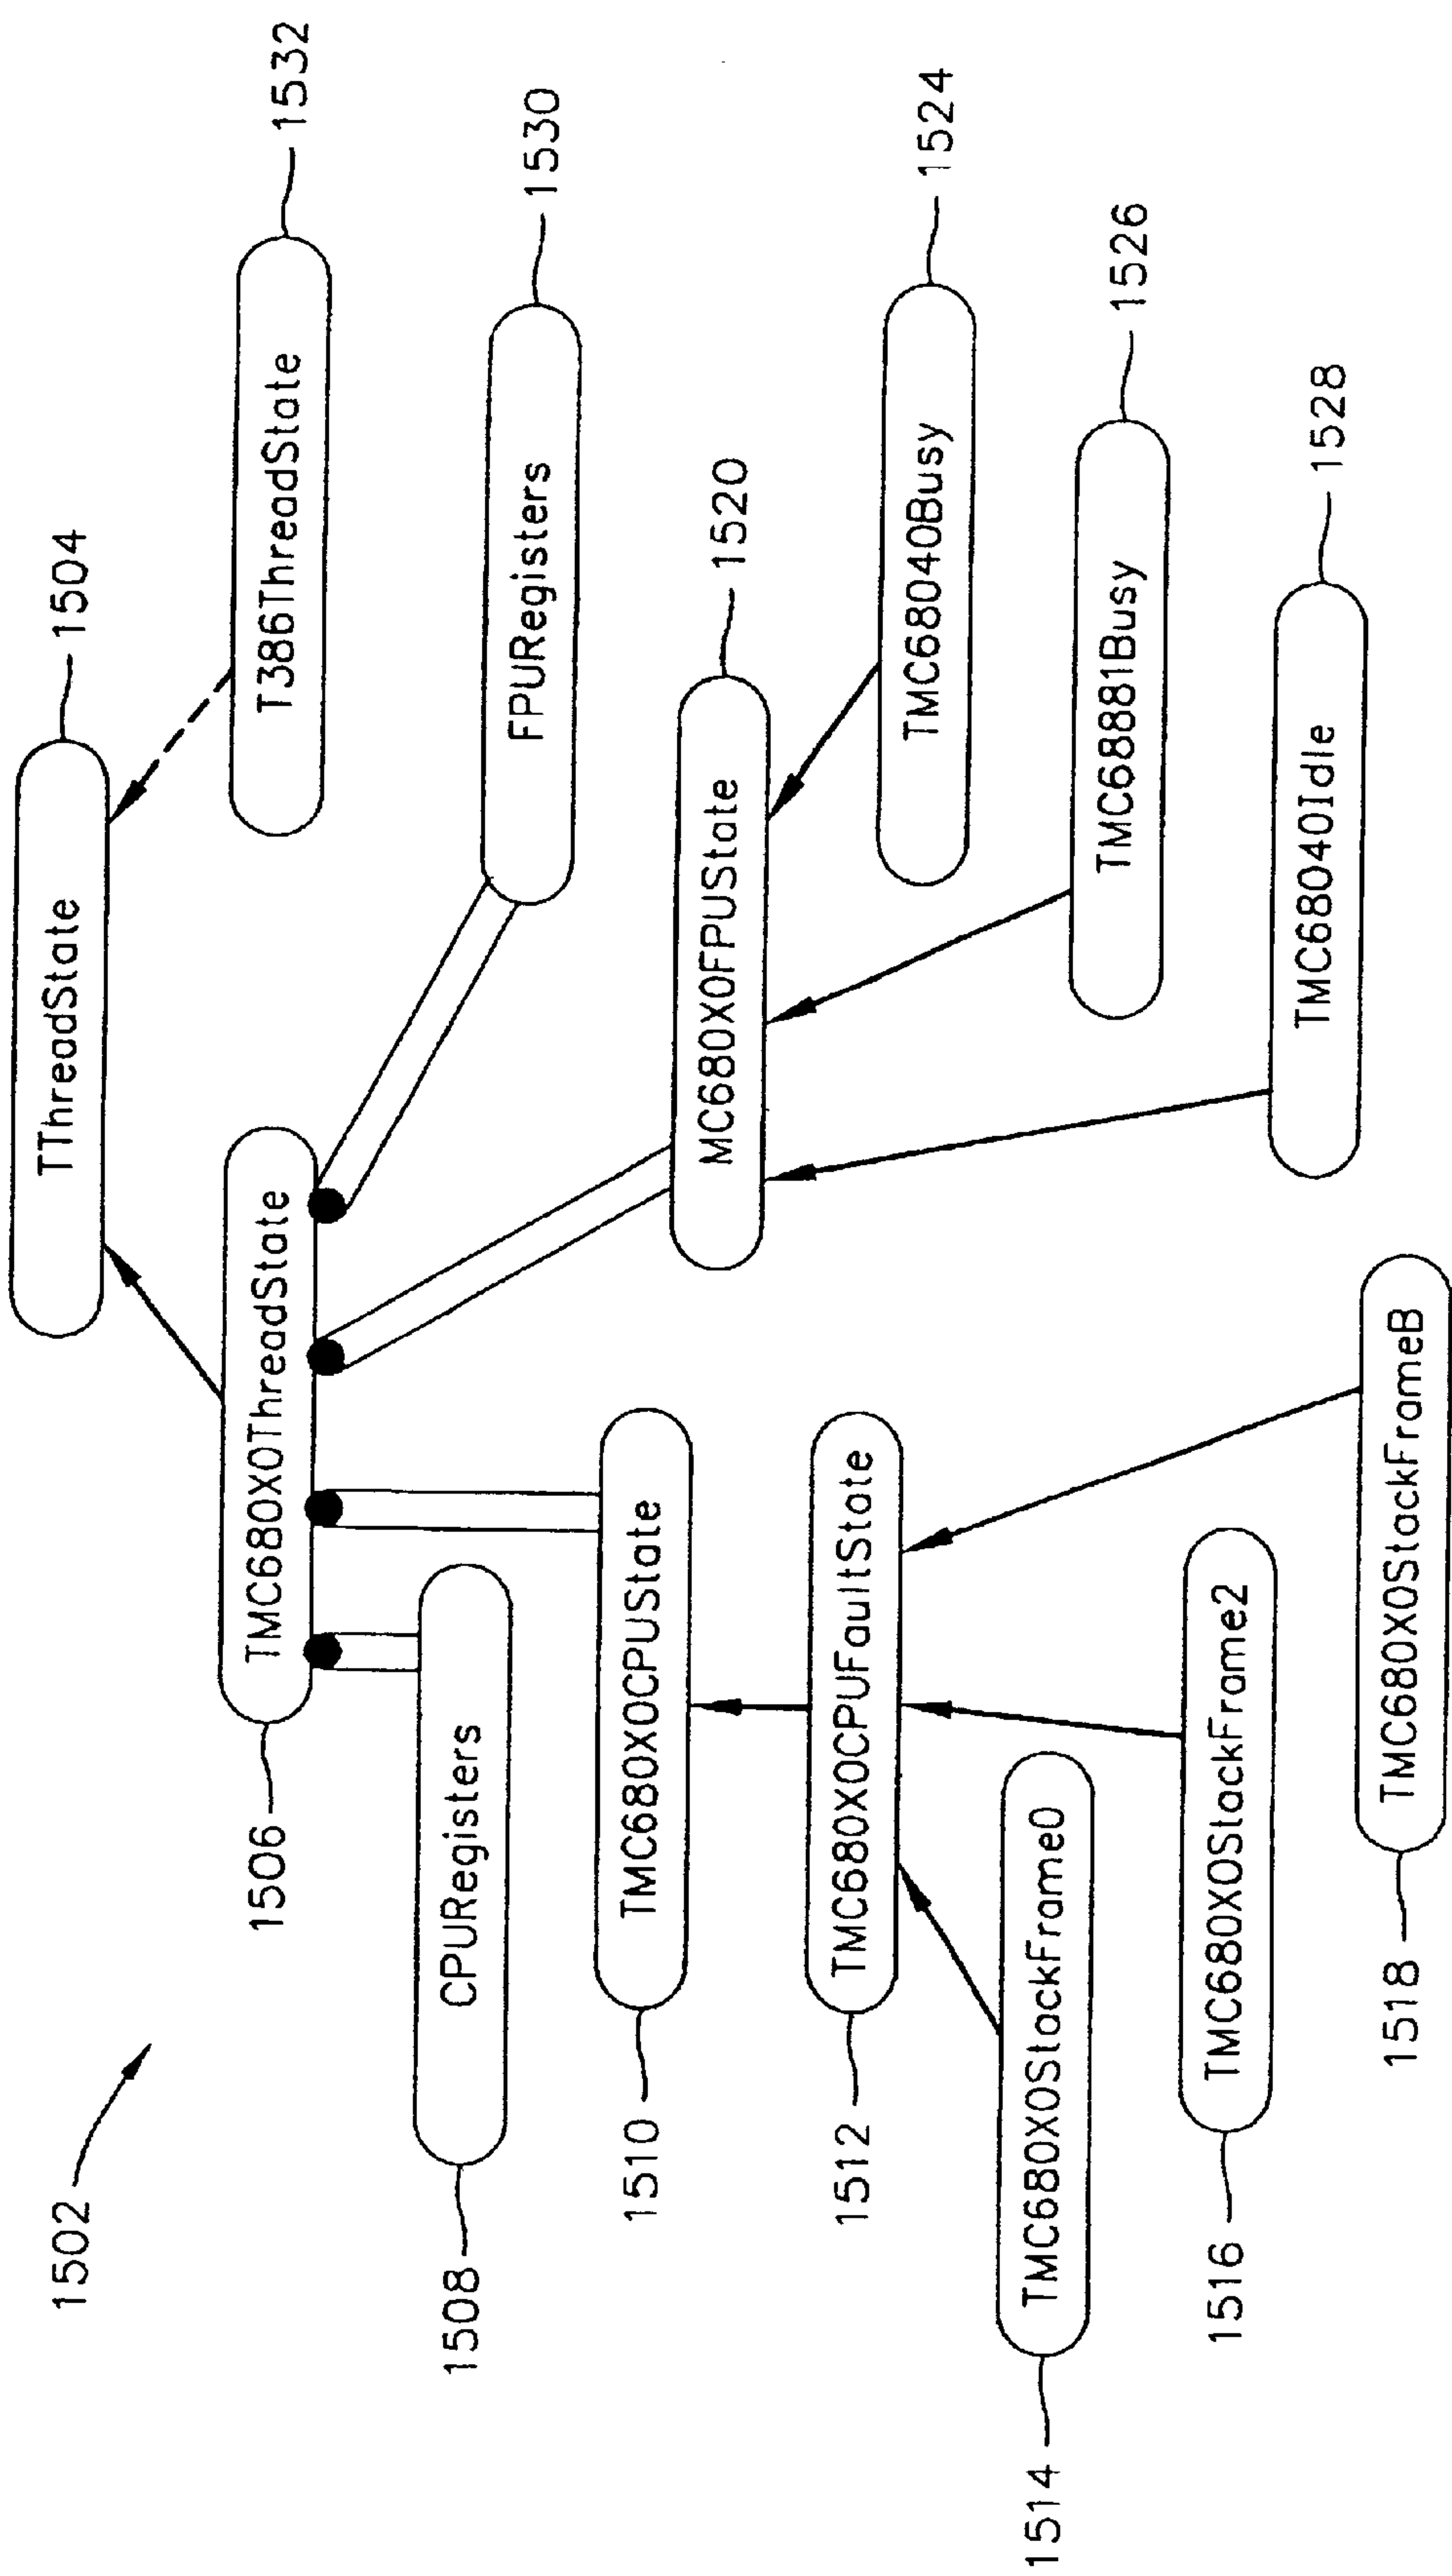 1502
TThreadState
1504
1506
TMC680X0ThreadState
T386ThreadState
1532
1508
CPURegisters
FPURegisters
1530
1510
TMC680X0CPUState
MC680X0FPUState
1520
1512
TMC680X0CPUFaultState
TMC68040Busy
1524
1514
TMC680X0StackFrame0
TMC68881Busy
1526
1516
TMC680X0StackFrame2
TMC68040Idle
1528
1518
TMC680X0StackFrameB